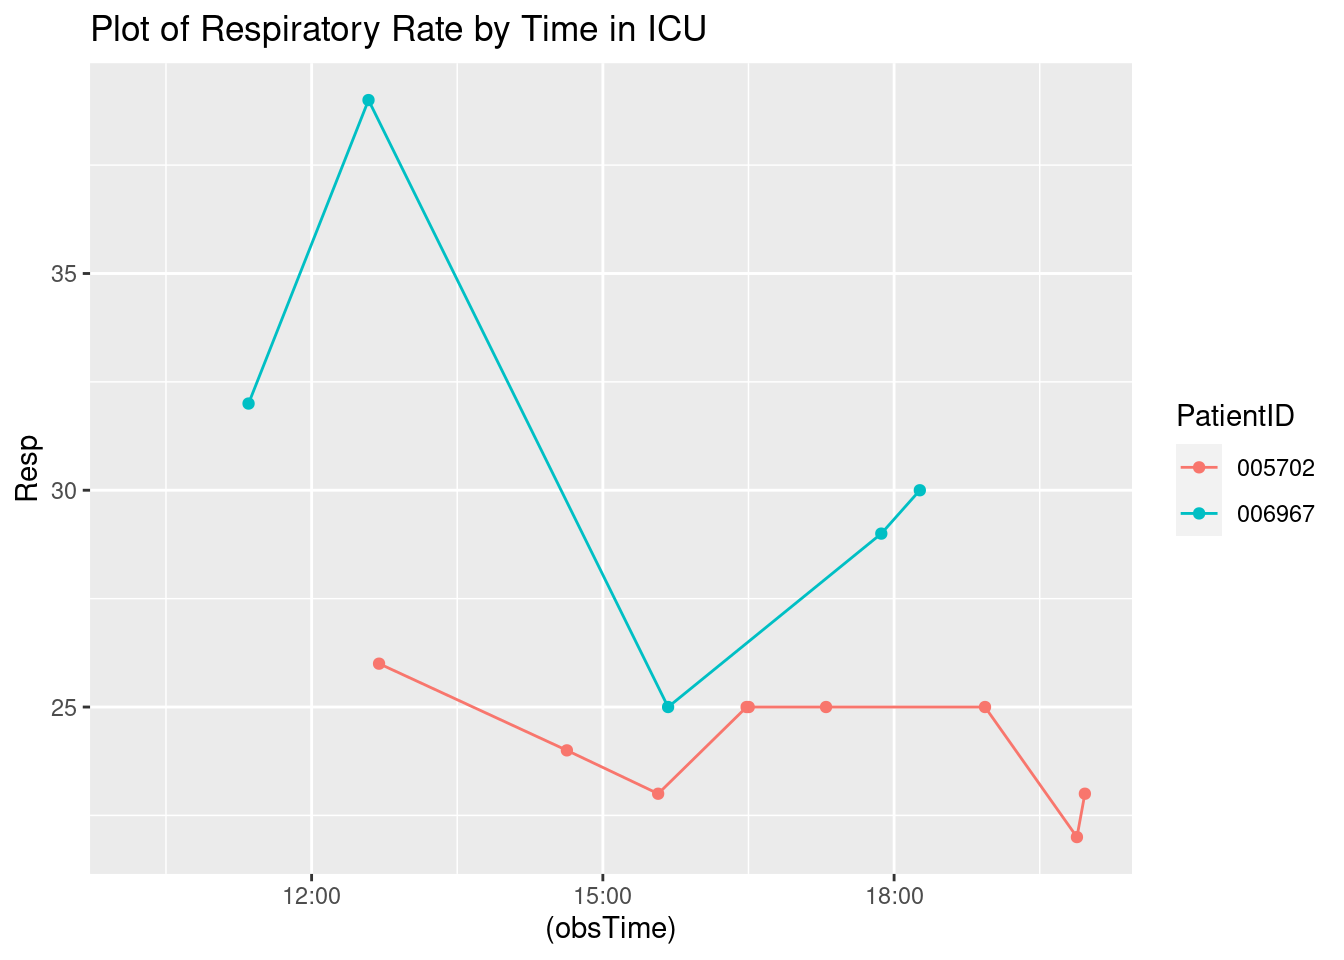 Plot of Respiratory Rate by Time in ICU
Resp
35
30
25
12:00
15:00
18:00
(obsTime)
PatientID
005702
006967